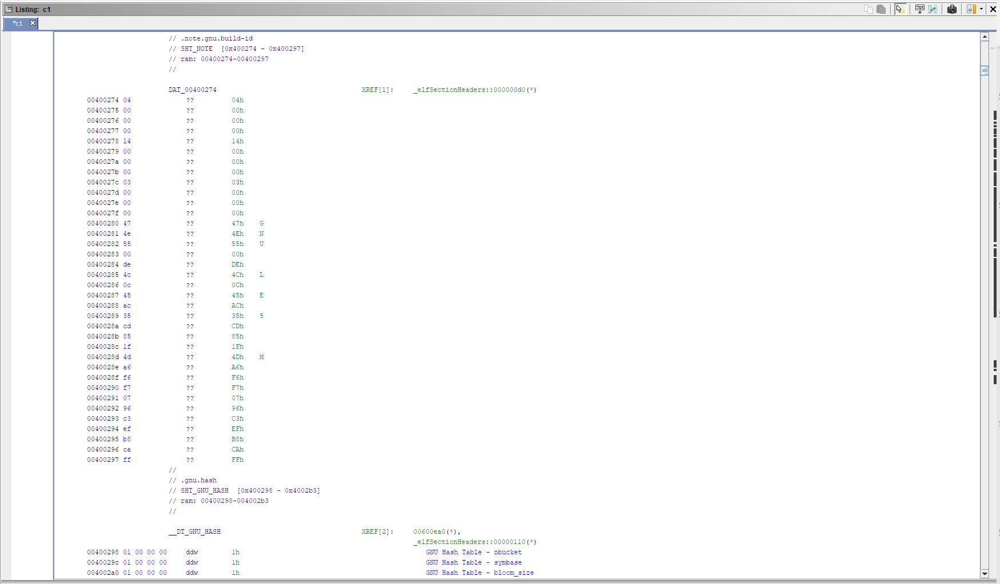 Listing: c1
*c1
// .note.gnu.build-id
// SHT_NOTE [0x400274 - 0x400297]
// ram: 00400274-00400297
//
DAT_00400274 XREF[1]: _elfSectionHeaders::000000d0(*)
00400274 04 ?? 04h
00400275 00 ?? 00h
00400276 00 ?? 00h
00400277 00 ?? 00h
00400278 14 ?? 14h
00400279 00 ?? 00h
0040027a 00 ?? 00h
0040027b 00 ?? 00h
0040027c 03 ?? 03h
0040027d 00 ?? 00h
0040027e 00 ?? 00h
0040027f 00 ?? 00h
00400280 47 ?? 47h G
00400281 4e ?? 4Eh N
00400282 55 ?? 55h U
00400283 00 ?? 00h
00400284 de ?? DEh
00400285 4c ?? 4Ch L
00400286 0c ?? 0Ch
00400287 45 ?? 45h E
00400288 ac ?? ACh
00400289 35 ?? 35h 5
0040028a cd ?? CDh
0040028b 85 ?? 85h
0040028c 1f ?? 1Fh
0040028d 4d ?? 4Dh M
0040028e a6 ?? A6h
0040028f f6 ?? F6h
00400290 f7 ?? F7h
00400291 07 ?? 07h
00400292 96 ?? 96h
00400293 c3 ?? C3h
00400294 ef ?? EFh
00400295 b8 ?? B8h
00400296 ca ?? CAh
00400297 ff ?? FFh
//
// .gnu.hash
// SHT_GNU_HASH [0x400298 - 0x4002b3]
// ram: 00400298-004002b3
//
__DT_GNU_HASH XREF[2]: 00600ea0(*),
_elfSectionHeaders::00000110(*)
00400298 01 00 00 00 ddw 1h GNU Hash Table - nbucket
0040029c 01 00 00 00 ddw 1h GNU Hash Table - symbase
004002a0 01 00 00 00 ddw 1h GNU Hash Table - bloom_size